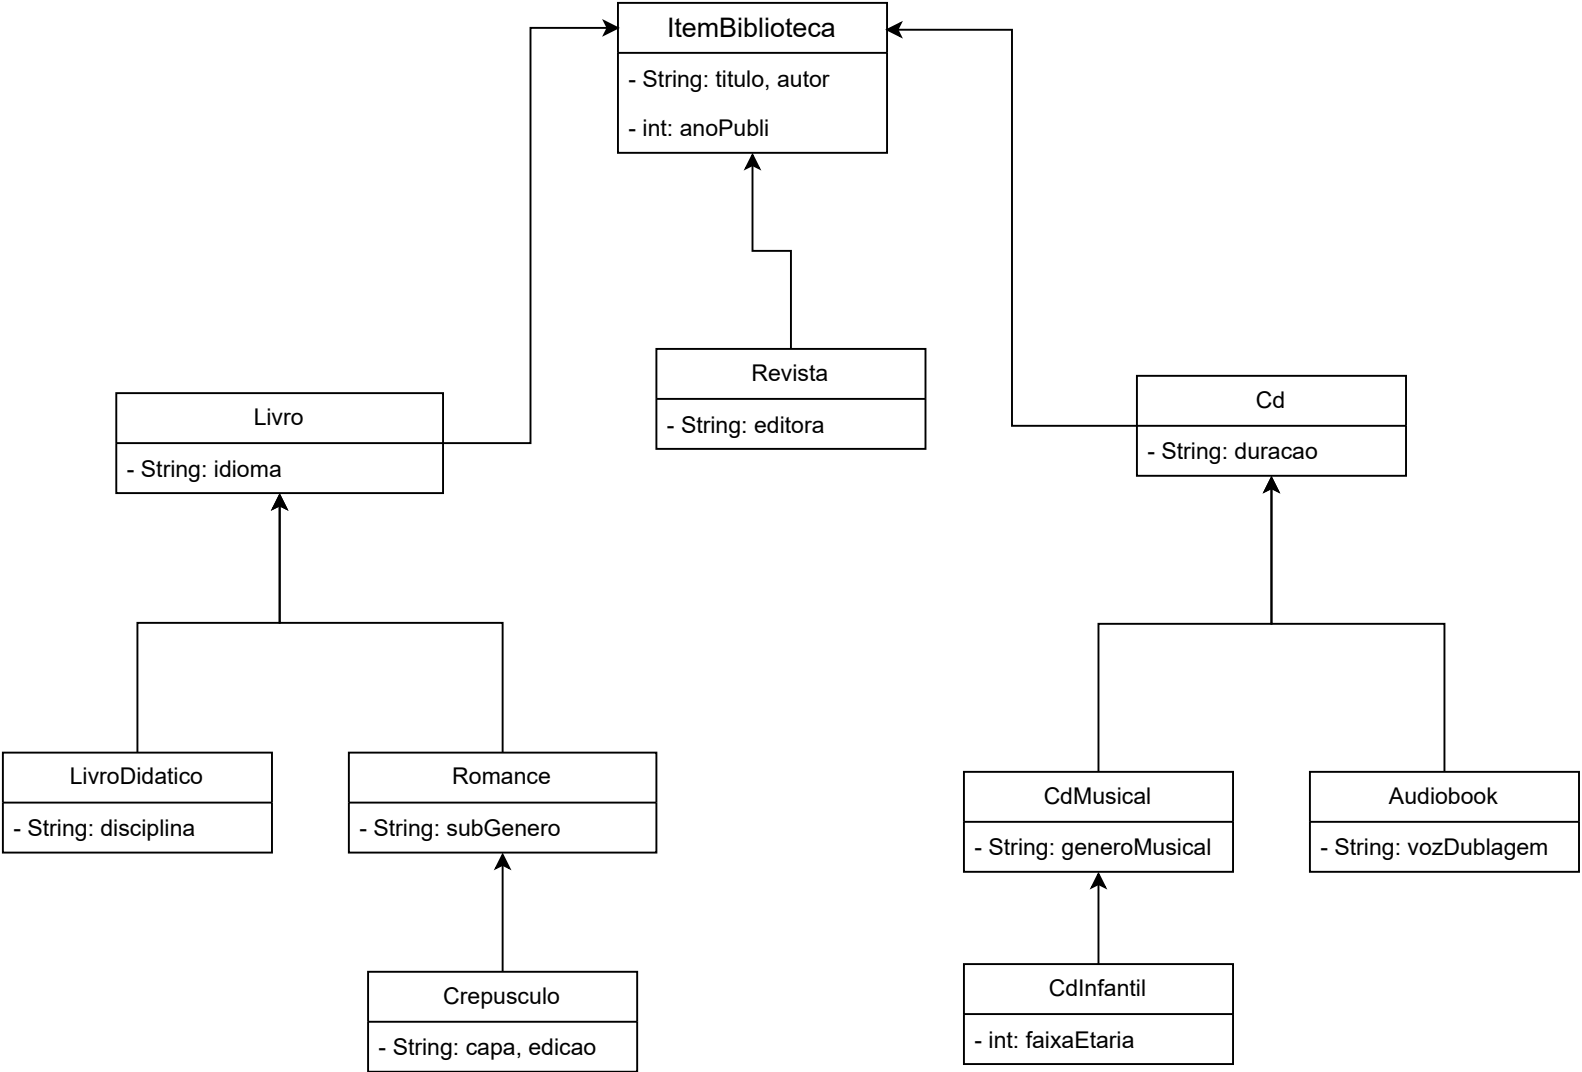 ItemBiblioteca
- String: titulo, autor
- int: anoPubli
Revista
- String: editora
Livro
- String: idioma
Cd
- String: duracao
LivroDidatico
- String: disciplina
Romance
- String: subGenero
CdMusical
- String: generoMusical
Audiobook
- String: vozDublagem
Crepusculo
- String: capa, edicao
CdInfantil
- int: faixaEtaria